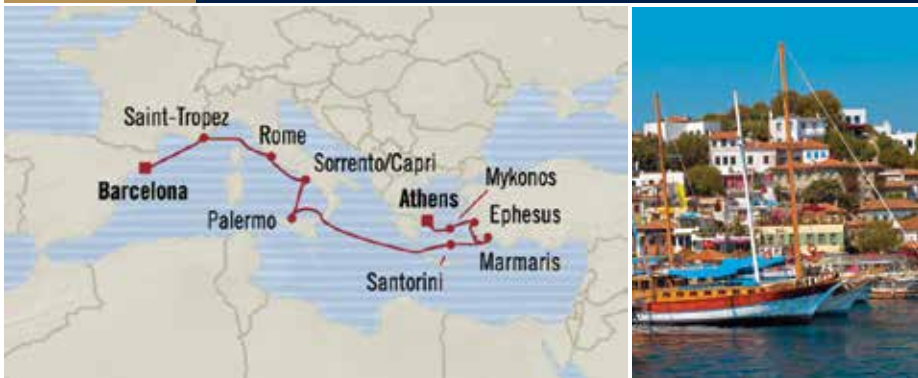 Saint-Tropez
Rome
Sorrento/Capri
Barcelona
Mykonos
Athens
Ephesus
Palermo
Santorini
Marmaris